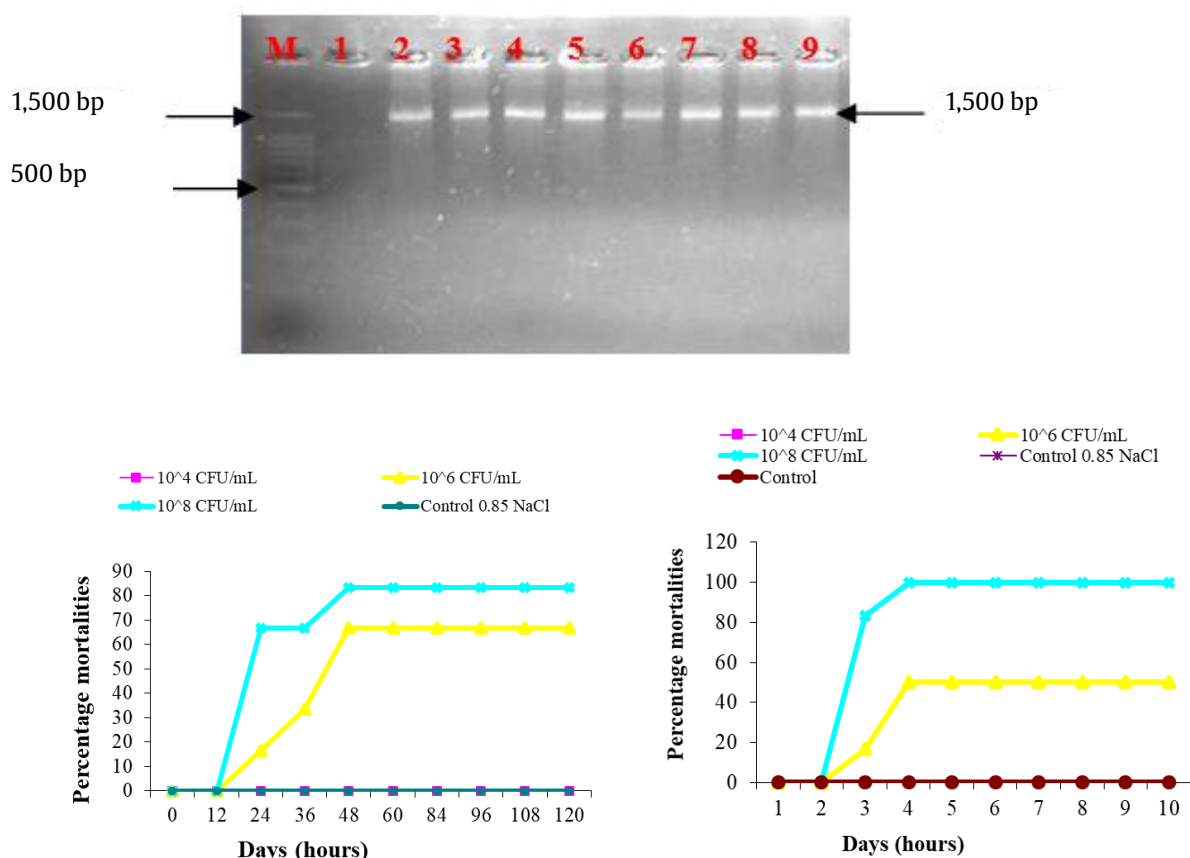 M 1 2 3 4 5 6 7 8 9
1,500 bp
1,500 bp
500 bp
10^4 CFU/mL 10^6 CFU/mL
10^8 CFU/mL Control 0.85 NaCl
Percentage mortalities
90
80
70
60
50
40
30
20
10
0
0 12 24 36 48 60 84 96 108 120
Days (hours)
10^4 CFU/mL 10^6 CFU/mL
10^8 CFU/mL Control 0.85 NaCl
Control
Percentage mortalities
120
100
80
60
40
20
0
1 2 3 4 5 6 7 8 9 10
Days (hours)